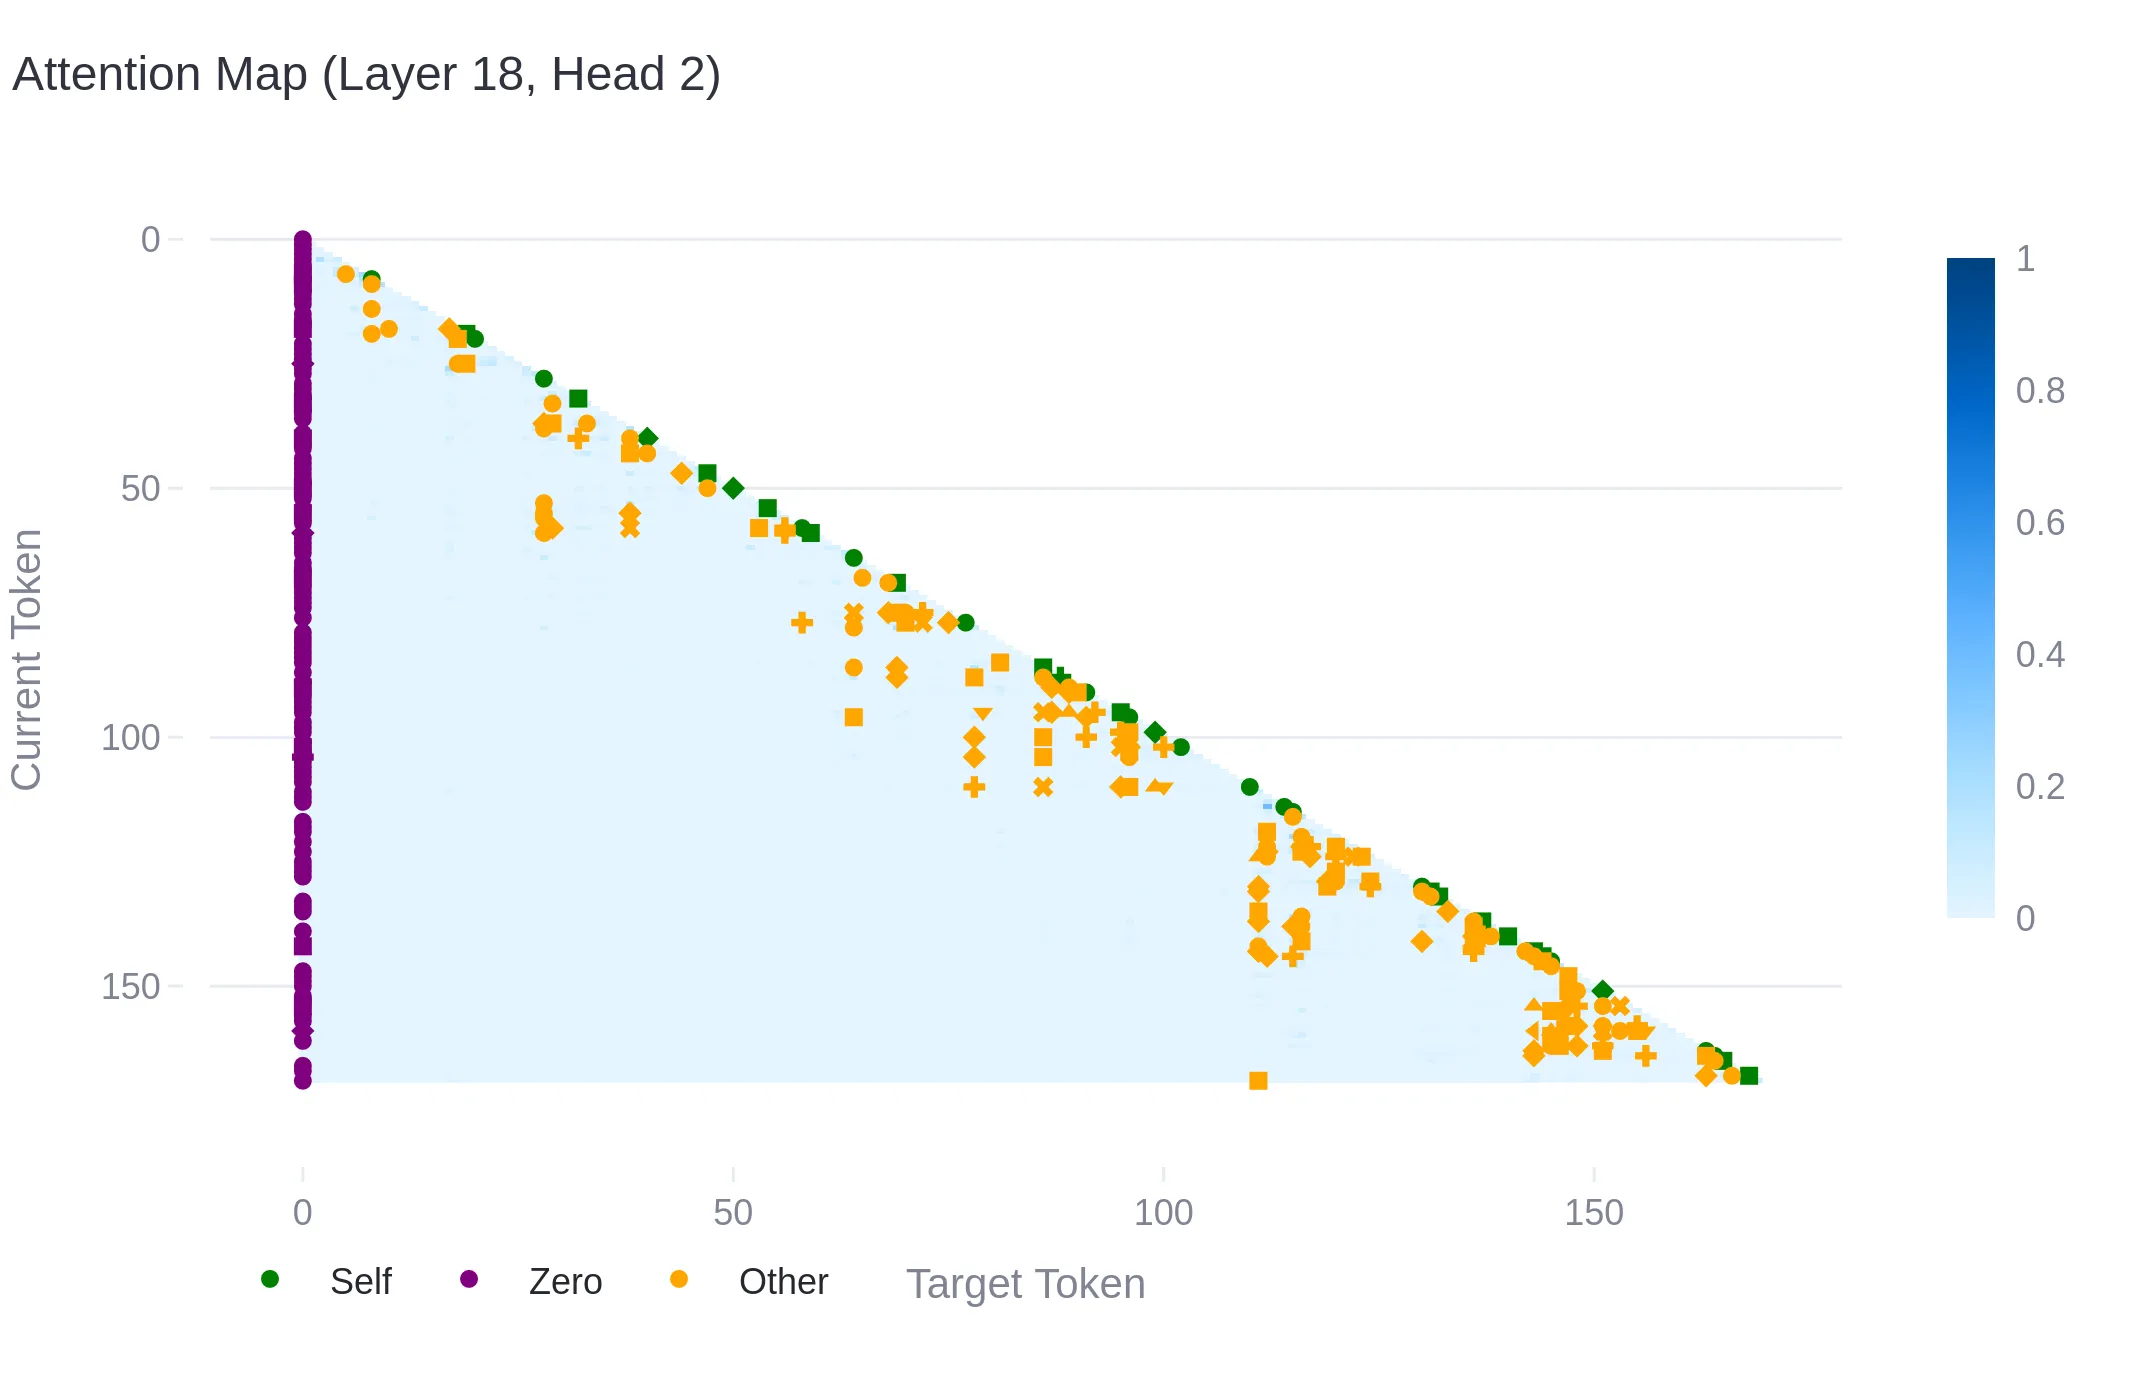 Attention Map (Layer 18, Head 2)
0
50
100
150
Current Token
0
50
100
150
Target Token
Self
Zero
Other
1
0.8
0.6
0.4
0.2
0